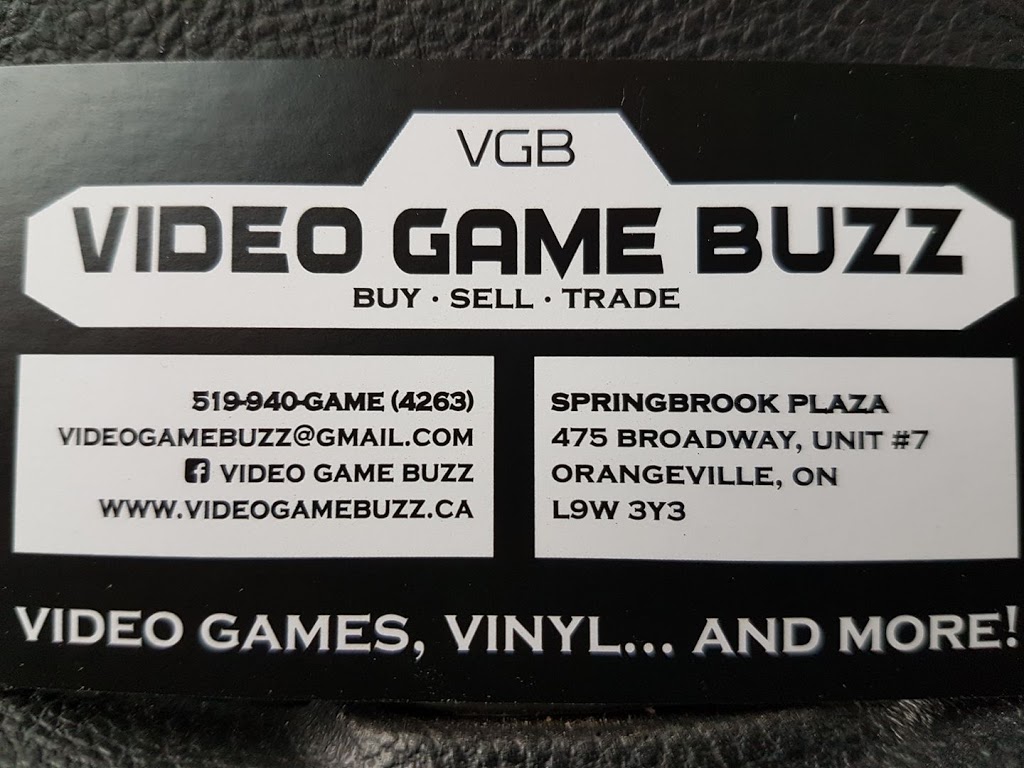 VGB
VIDEO GAME BUZZ
BUY · SELL · TRADE
519-940-GAME (4263)
VIDEOGAMEBUZZ@GMAIL.COM
f VIDEO GAME BUZZ
WWW.VIDEOGAMEBUZZ.CA
SPRINGBROOK PLAZA
475 BROADWAY, UNIT #7
ORANGEVILLE, ON
L9W 3Y3
VIDEO GAMES, VINYL... AND MORE!